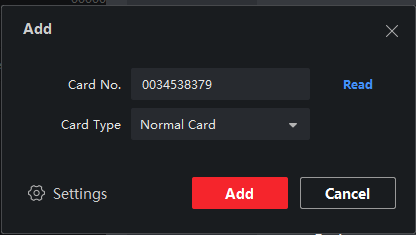 Add
Card No. 0034538379 Read
Card Type Normal Card
Settings Add Cancel